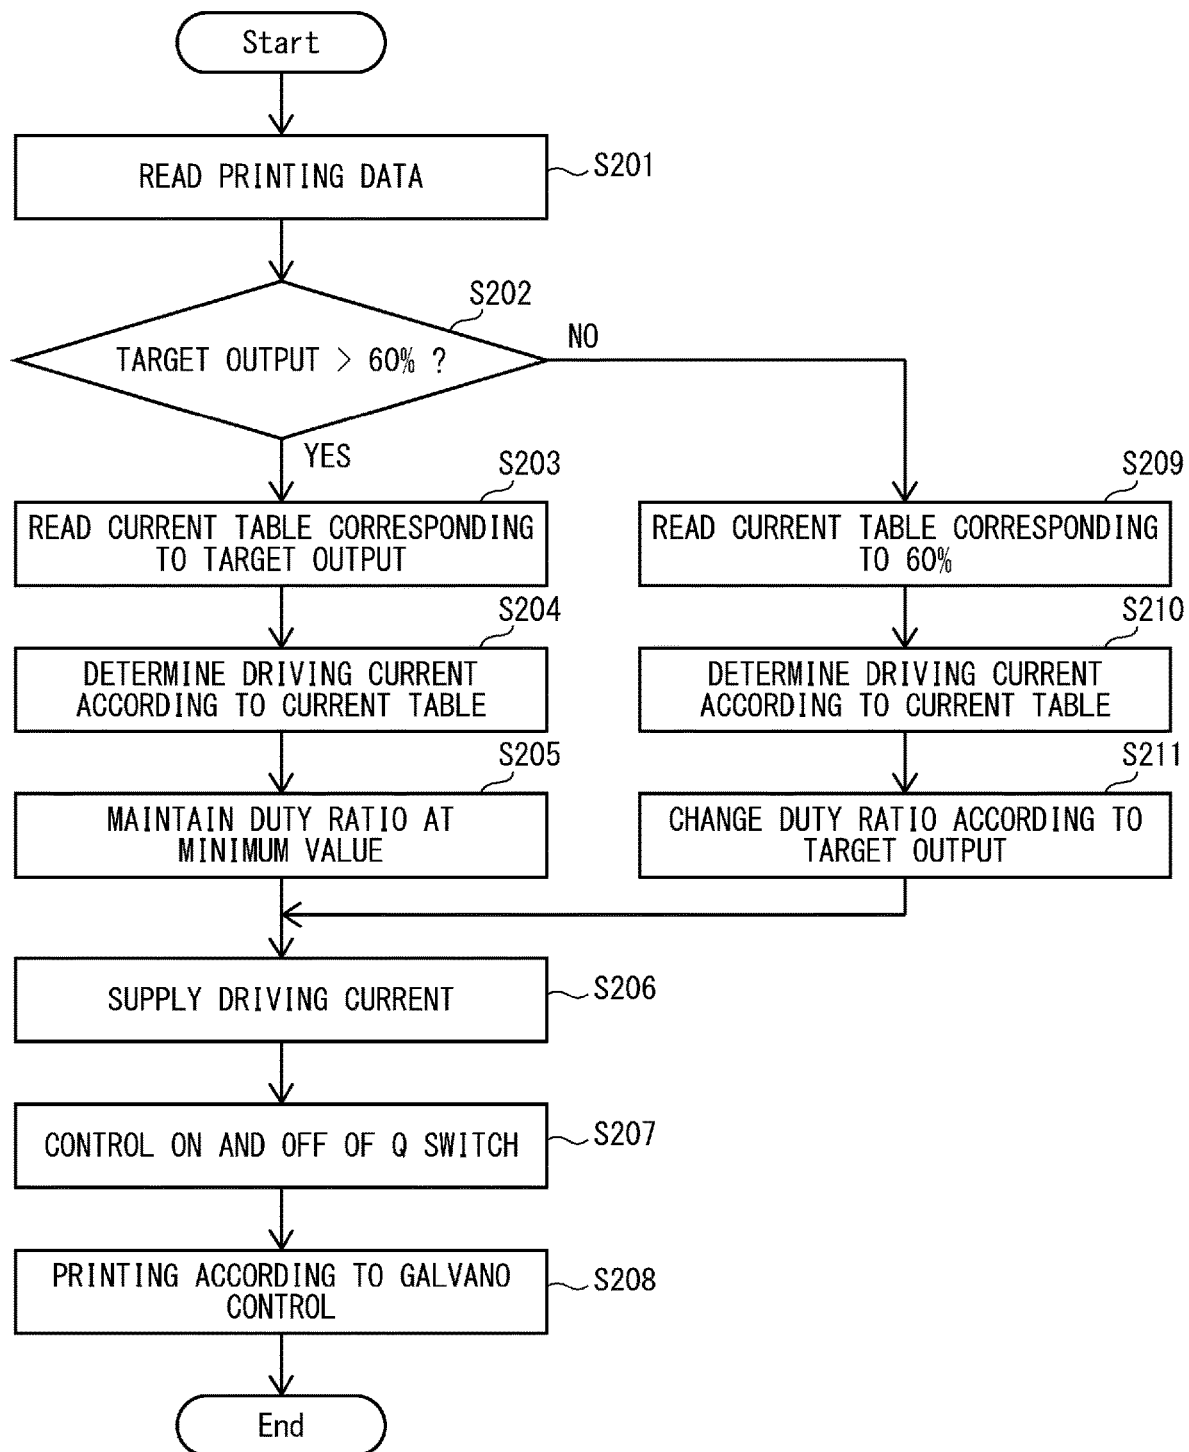 Start
READ PRINTING DATA
S201
S202
TARGET OUTPUT > 60% ?
NO
YES
S203
READ CURRENT TABLE CORRESPONDING
TO TARGET OUTPUT
S204
DETERMINE DRIVING CURRENT
ACCORDING TO CURRENT TABLE
S205
MAINTAIN DUTY RATIO AT
MINIMUM VALUE
S209
READ CURRENT TABLE CORRESPONDING
TO 60%
S210
DETERMINE DRIVING CURRENT
ACCORDING TO CURRENT TABLE
S211
CHANGE DUTY RATIO ACCORDING TO
TARGET OUTPUT
SUPPLY DRIVING CURRENT
S206
CONTROL ON AND OFF OF Q SWITCH
S207
PRINTING ACCORDING TO GALVANO
CONTROL
S208
End